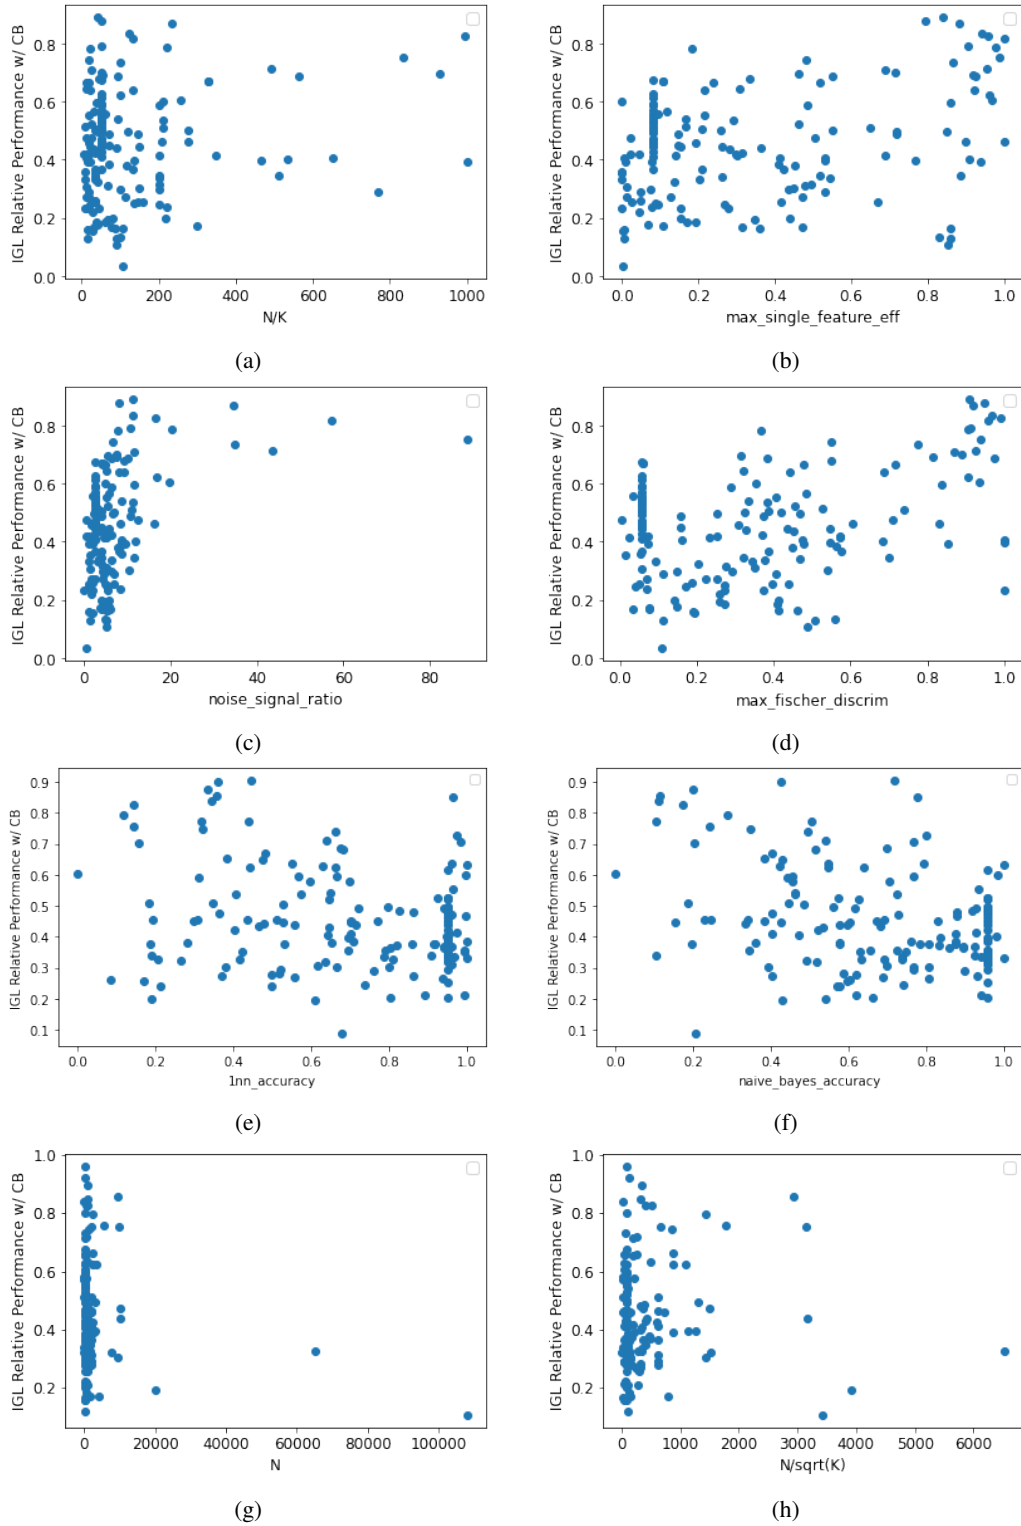 IGL Relative Performance w/ CB
0.8
0.6
0.4
0.2
0.0
0 200 400 600 800 1000
N/K
(a)
IGL Relative Performance w/ CB
0.8
0.6
0.4
0.2
0.0
0.0 0.2 0.4 0.6 0.8 1.0
max_single_feature_eff
(b)
IGL Relative Performance w/ CB
0.8
0.6
0.4
0.2
0.0
0 20 40 60 80
noise_signal_ratio
(c)
IGL Relative Performance w/ CB
0.8
0.6
0.4
0.2
0.0
0.0 0.2 0.4 0.6 0.8 1.0
max_fischer_discrim
(d)
IGL Relative Performance w/ CB
0.9
0.8
0.7
0.6
0.5
0.4
0.3
0.2
0.1
0.0 0.2 0.4 0.6 0.8 1.0
1nn_accuracy
(e)
IGL Relative Performance w/ CB
0.9
0.8
0.7
0.6
0.5
0.4
0.3
0.2
0.1
0.0 0.2 0.4 0.6 0.8 1.0
naive_bayes_accuracy
(f)
IGL Relative Performance w/ CB
1.0
0.8
0.6
0.4
0.2
0 20000 40000 60000 80000 100000
N
(g)
IGL Relative Performance w/ CB
1.0
0.8
0.6
0.4
0.2
0 1000 2000 3000 4000 5000 6000
N/sqrt(K)
(h)